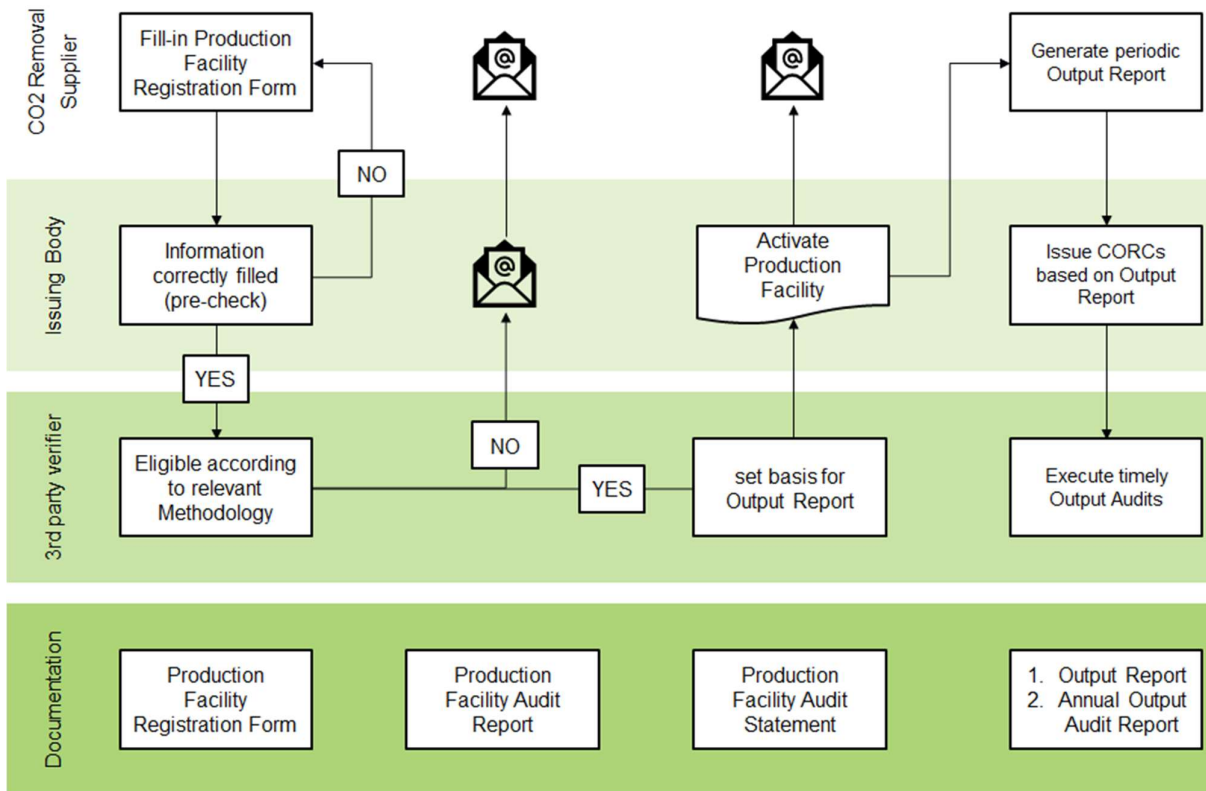 CO2 Removal
Supplier
Fill-in Production
Facility
Registration Form
@
@
Generate periodic
Output Report
NO
Issuing Body
Information
correctly filled
(pre-check)
@
Activate
Production
Facility
Issue CORCs
based on Output
Report
YES
3rd party verifier
Eligible according
to relevant
Methodology
NO
YES
set basis for
Output Report
Execute timely
Output Audits
Documentation
Production
Facility
Registration Form
Production
Facility Audit
Report
Production
Facility Audit
Statement
1. Output Report
2. Annual Output
Audit Report